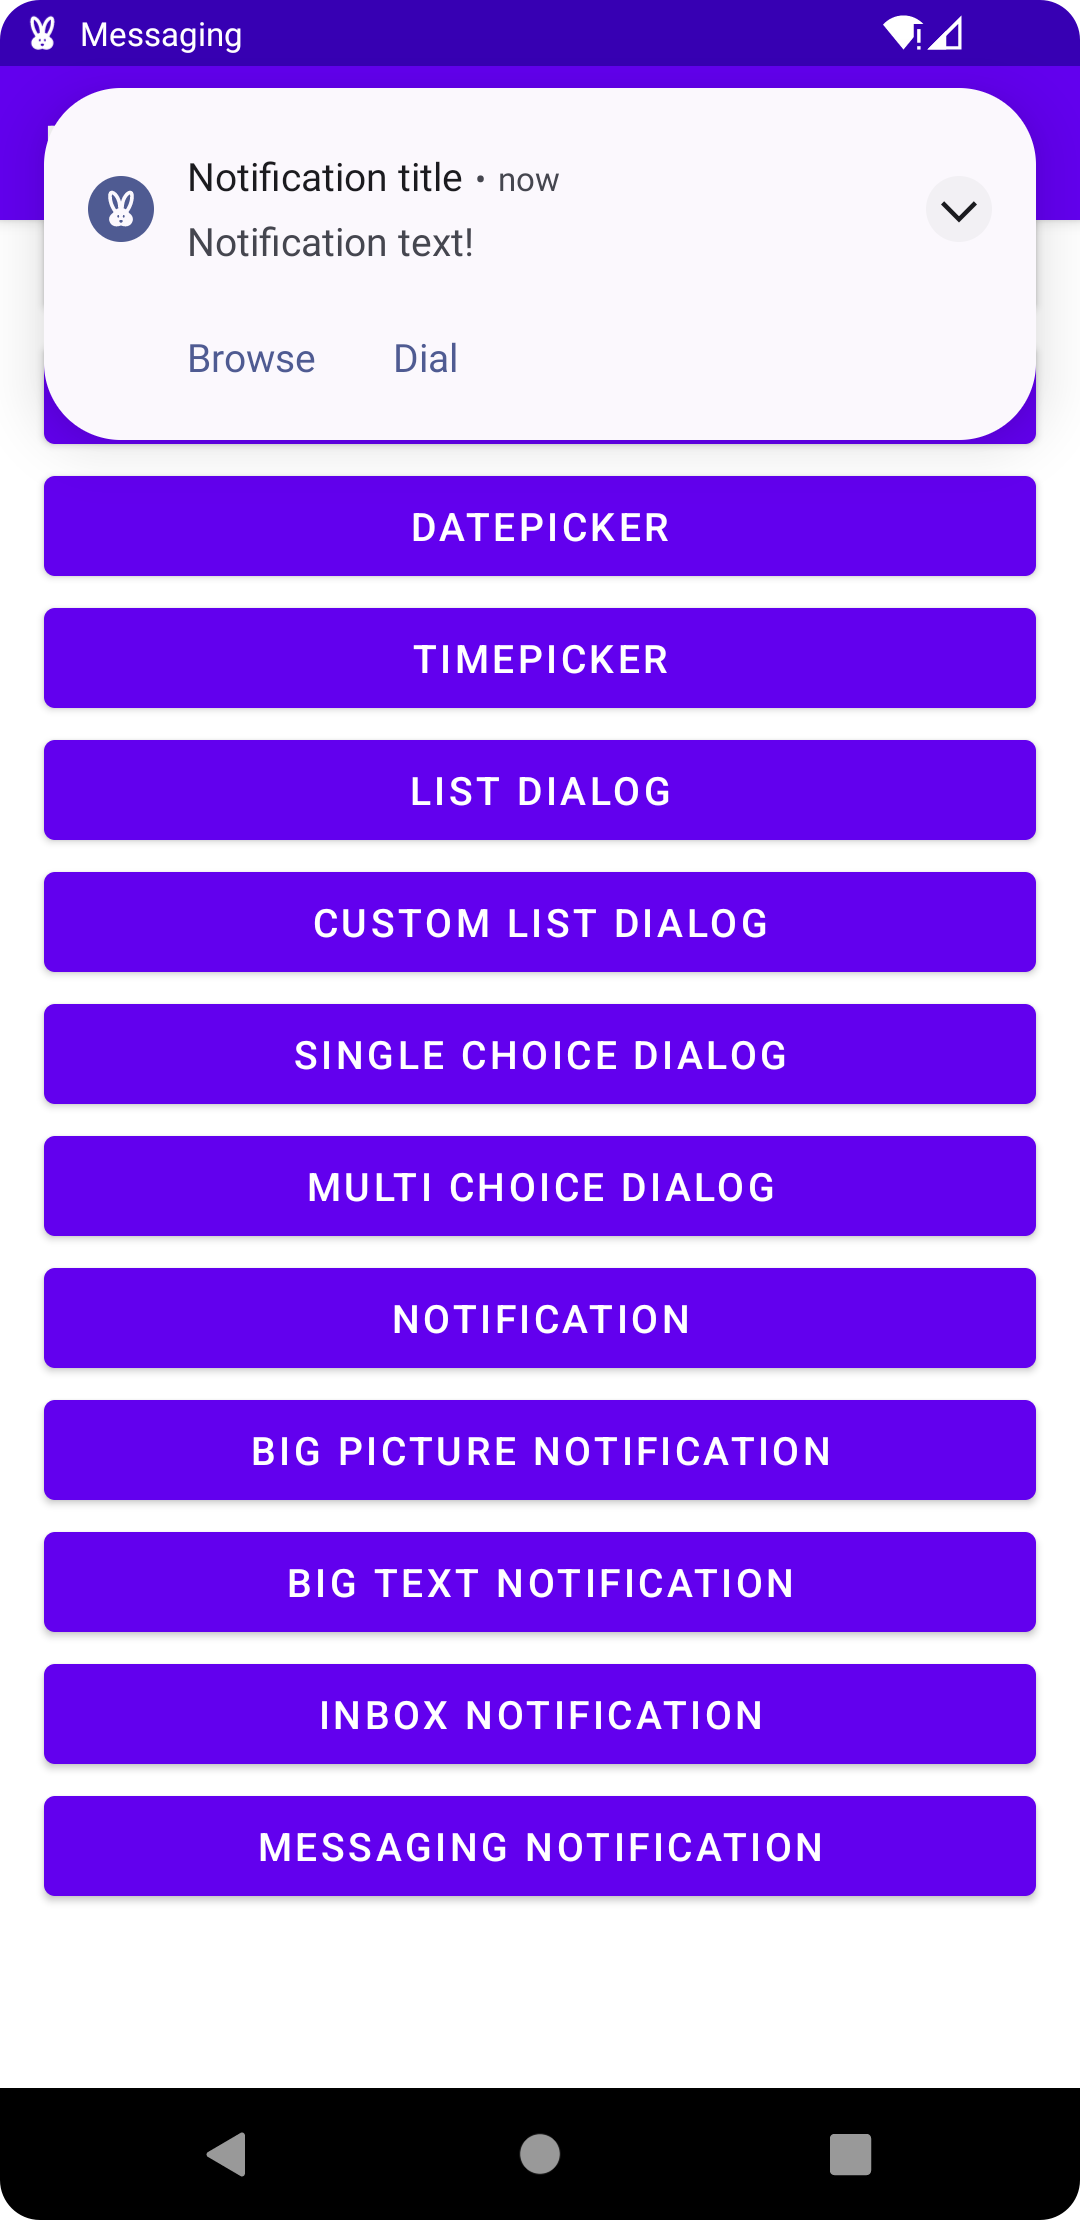 Messaging
Notification title • now
Notification text!
Browse Dial
DATEPICKER
TIMEPICKER
LIST DIALOG
CUSTOM LIST DIALOG
SINGLE CHOICE DIALOG
MULTI CHOICE DIALOG
NOTIFICATION
BIG PICTURE NOTIFICATION
BIG TEXT NOTIFICATION
INBOX NOTIFICATION
MESSAGING NOTIFICATION